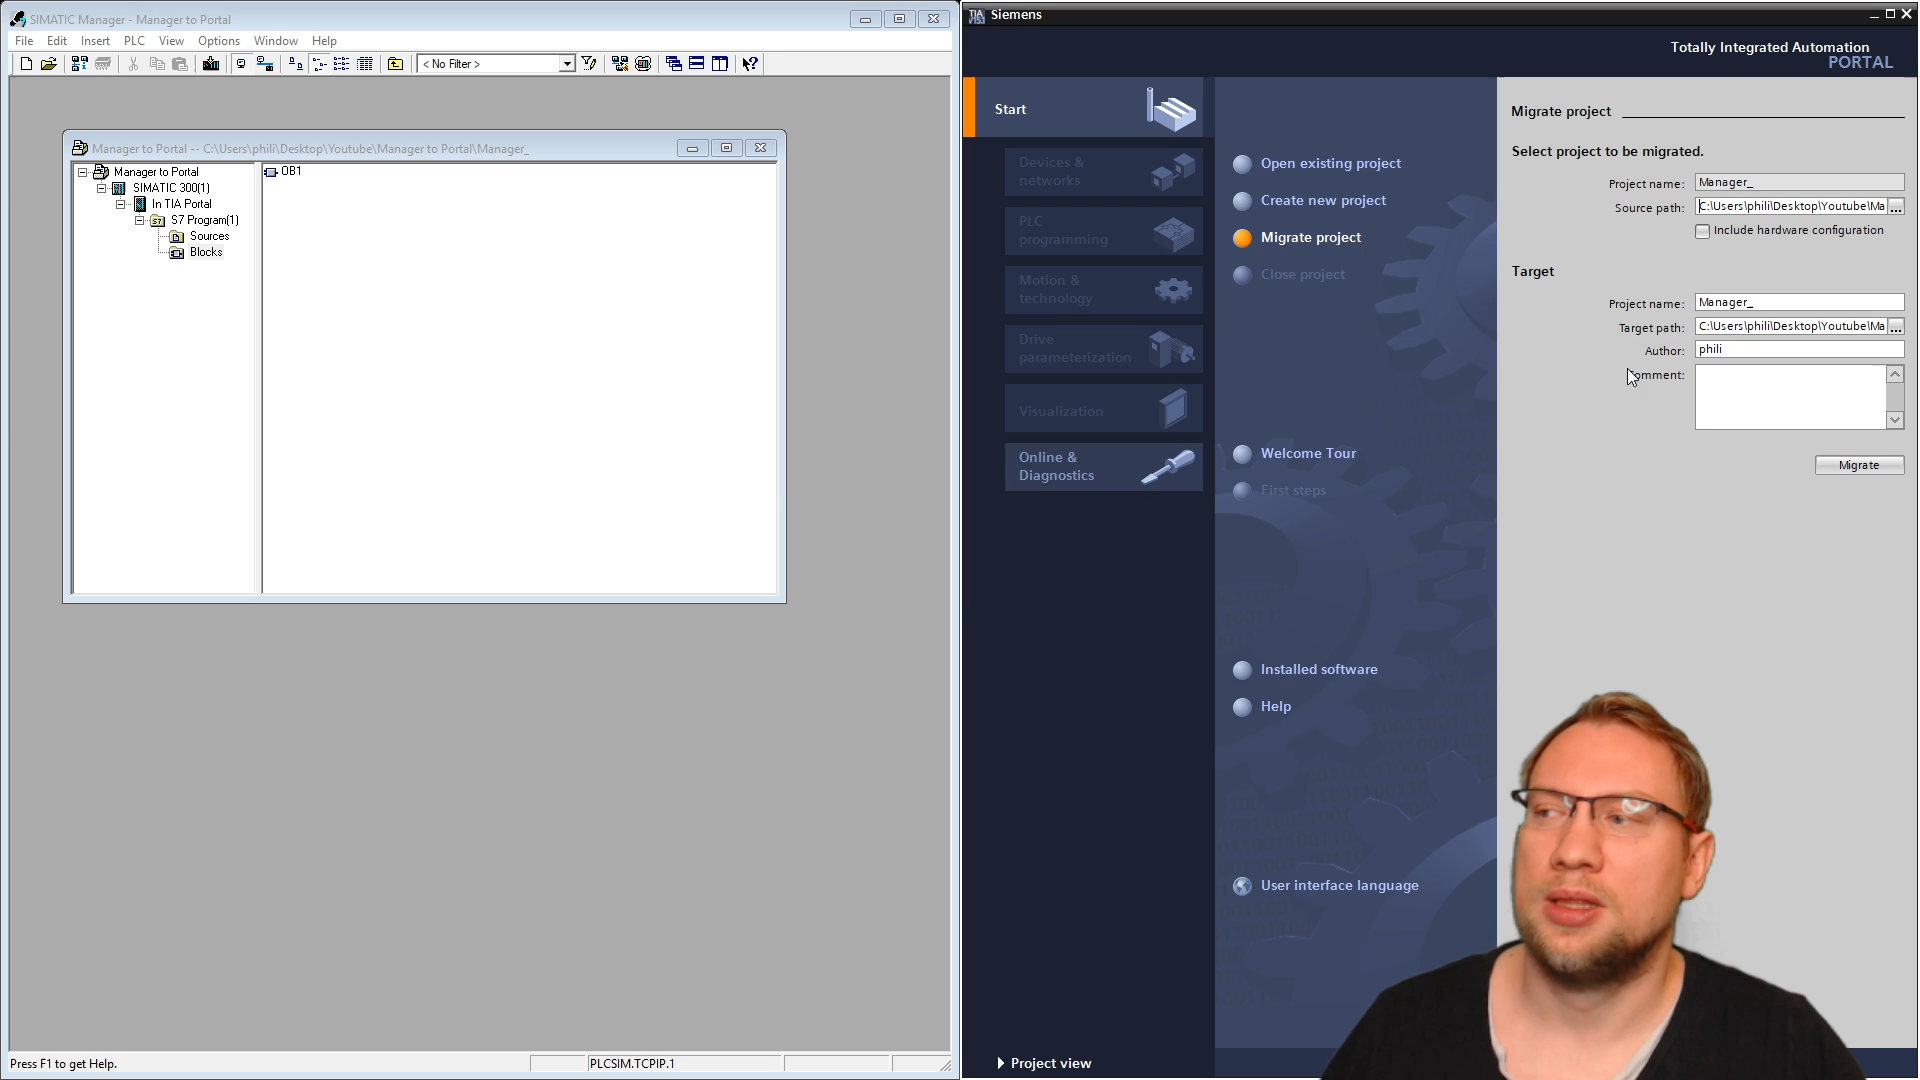 SIMATIC Manager - Manager to Portal
File Edit Insert PLC View Options Window Help
< No Filter >
Manager to Portal -- C:\Users\phili\Desktop\Youtube\Manager to Portal\Manager_
Manager to Portal
SIMATIC 300(1)
In TIA Portal
S7 Program(1)
Sources
Blocks
OB1
Press F1 to get Help.
PLCSIM.TCPIP.1
Siemens
Totally Integrated Automation
PORTAL
Start
Devices &
networks
PLC
programming
Motion &
technology
Drive
parameterization
Visualization
Online &
Diagnostics
Open existing project
Create new project
Migrate project
Close project
Welcome Tour
First steps
Installed software
Help
User interface language
Migrate project
Select project to be migrated.
Project name: Manager_
Source path: C:\Users\phili\Desktop\Youtube\Ma ...
Include hardware configuration
Target
Project name: Manager_
Target path: C:\Users\phili\Desktop\Youtube\Ma ...
Author: phili
omment:
Migrate
Project view